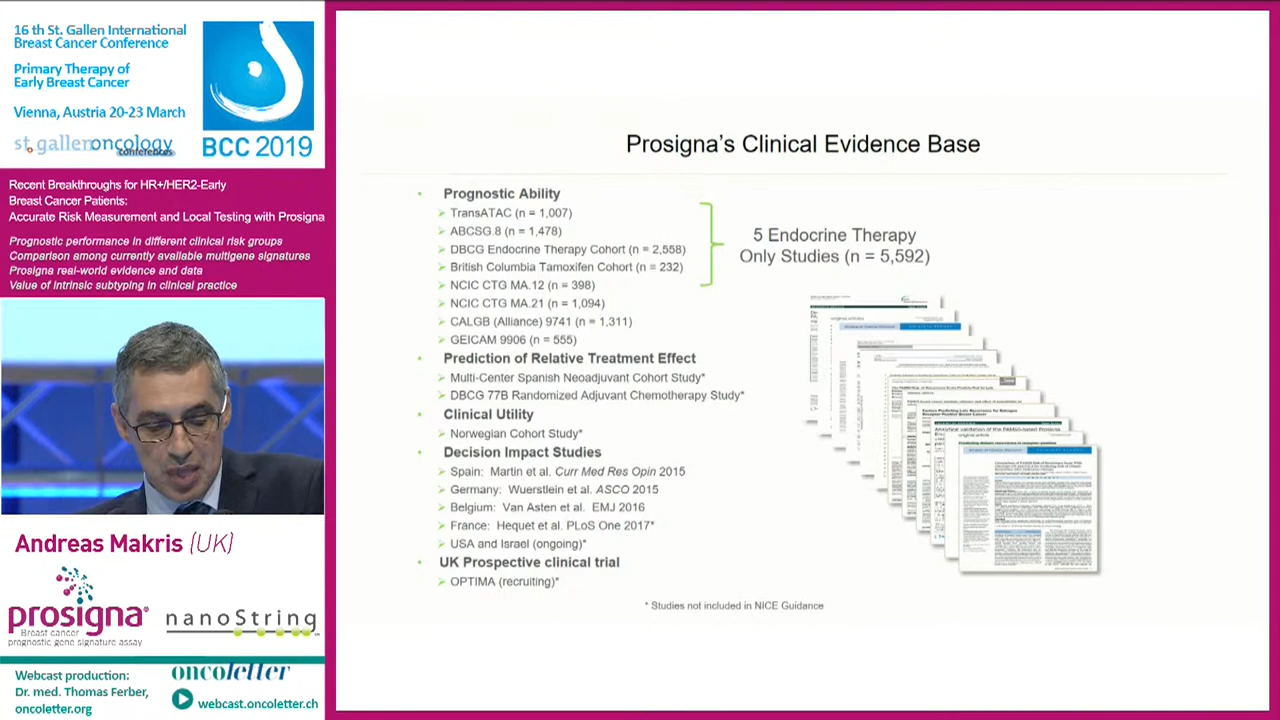 16 th St. Gallen International
Breast Cancer Conference
Primary Therapy of
Early Breast Cancer
Vienna, Austria 20-23 March
st.gallenoncology
conferences
BCC 2019
Recent Breakthroughs for HR+/HER2-Early
Breast Cancer Patients:
Accurate Risk Measurement and Local Testing with Prosigna
Prognostic performance in different clinical risk groups
Comparison among currently available multigene signatures
Prosigna real-world evidence and data
Value of intrinsic subtyping in clinical practice
Andreas Makris (UK)
prosigna®
Breast cancer
prognostic gene signature assay
nanoString
Webcast production:
Dr. med. Thomas Ferber,
oncoletter.org
oncoletter
webcast.oncoletter.ch
Prosigna's Clinical Evidence Base
• Prognostic Ability
➢ TransATAC (n = 1,007)
➢ ABCSG.8 (n = 1,478)
➢ DBCG Endocrine Therapy Cohort (n = 2,558)
➢ British Columbia Tamoxifen Cohort (n = 232)
➢ NCIC CTG MA.12 (n = 398)
➢ NCIC CTG MA.21 (n = 1,094)
➢ CALGB (Alliance) 9741 (n = 1,311)
➢ GEICAM 9906 (n = 555)
5 Endocrine Therapy
Only Studies (n = 5,592)
• Prediction of Relative Treatment Effect
➢ Multi-Center Spanish Neoadjuvant Cohort Study*
➢ DBCG 77B Randomized Adjuvant Chemotherapy Study*
• Clinical Utility
➢ Norwegian Cohort Study*
• Decision Impact Studies
➢ Spain: Martin et al. Curr Med Res Opin 2015
➢ Germany: Wuerstlein et al. ASCO 2015
➢ Belgium: Van Asten et al. EMJ 2016
➢ France: Hequet et al. PLoS One 2017*
➢ USA and Israel (ongoing)*
• UK Prospective clinical trial
➢ OPTIMA (recruiting)*
* Studies not included in NICE Guidance